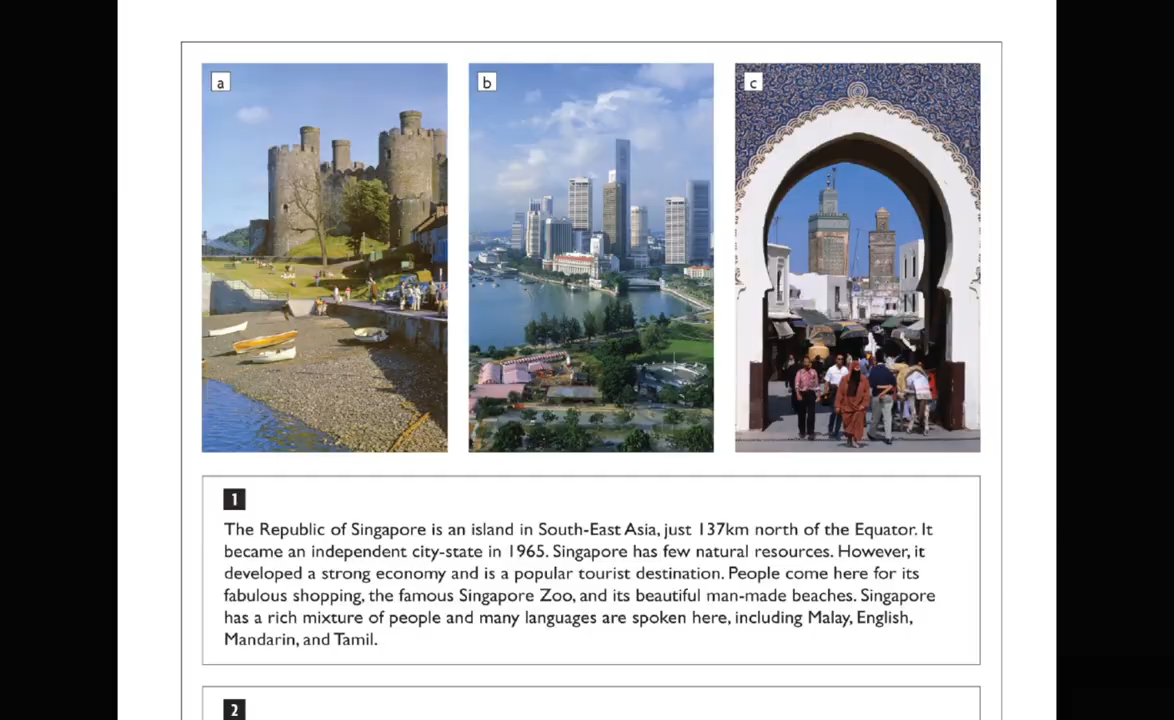 a
b
c
1
The Republic of Singapore is an island in South-East Asia, just 137km north of the Equator. It
became an independent city-state in 1965. Singapore has few natural resources. However, it
developed a strong economy and is a popular tourist destination. People come here for its
fabulous shopping, the famous Singapore Zoo, and its beautiful man-made beaches. Singapore
has a rich mixture of people and many languages are spoken here, including Malay, English,
Mandarin, and Tamil.
2